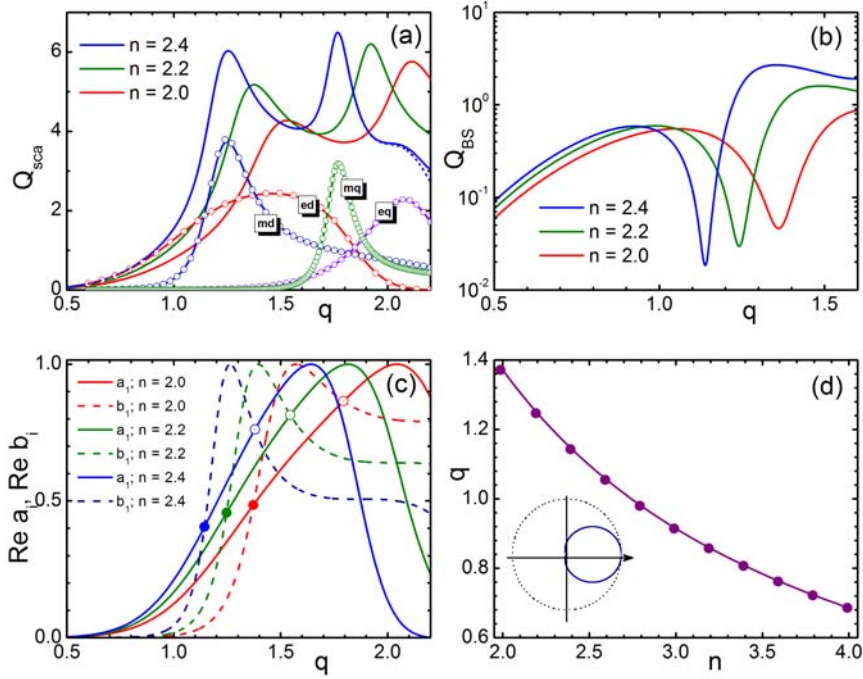 (a)
n = 2.4
n = 2.2
n = 2.0
Q_sca
6
4
2
0
ed
md
mq
eq
0.5 1.0 1.5 2.0
q
(b)
Q_BS
10^1
10^0
10^-1
10^-2
n = 2.4
n = 2.2
n = 2.0
0.5 1.0 1.5
q
(c)
Re a_i, Re b_i
1.0
0.5
0.0
a_1; n = 2.0
b_1; n = 2.0
a_1; n = 2.2
b_1; n = 2.2
a_1; n = 2.4
b_1; n = 2.4
0.5 1.0 1.5 2.0
q
(d)
q
1.4
1.2
1.0
0.8
0.6
2.0 2.5 3.0 3.5 4.0
n